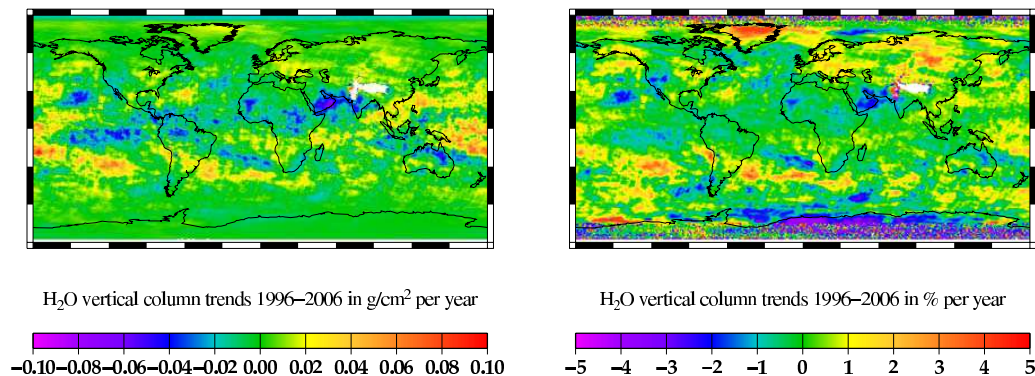 H₂O vertical column trends 1996–2006 in g/cm² per year
H₂O vertical column trends 1996–2006 in % per year
−0.10 −0.08 −0.06 −0.04 −0.02 0.00 0.02 0.04 0.06 0.08 0.10
−5 −4 −3 −2 −1 0 1 2 3 4 5